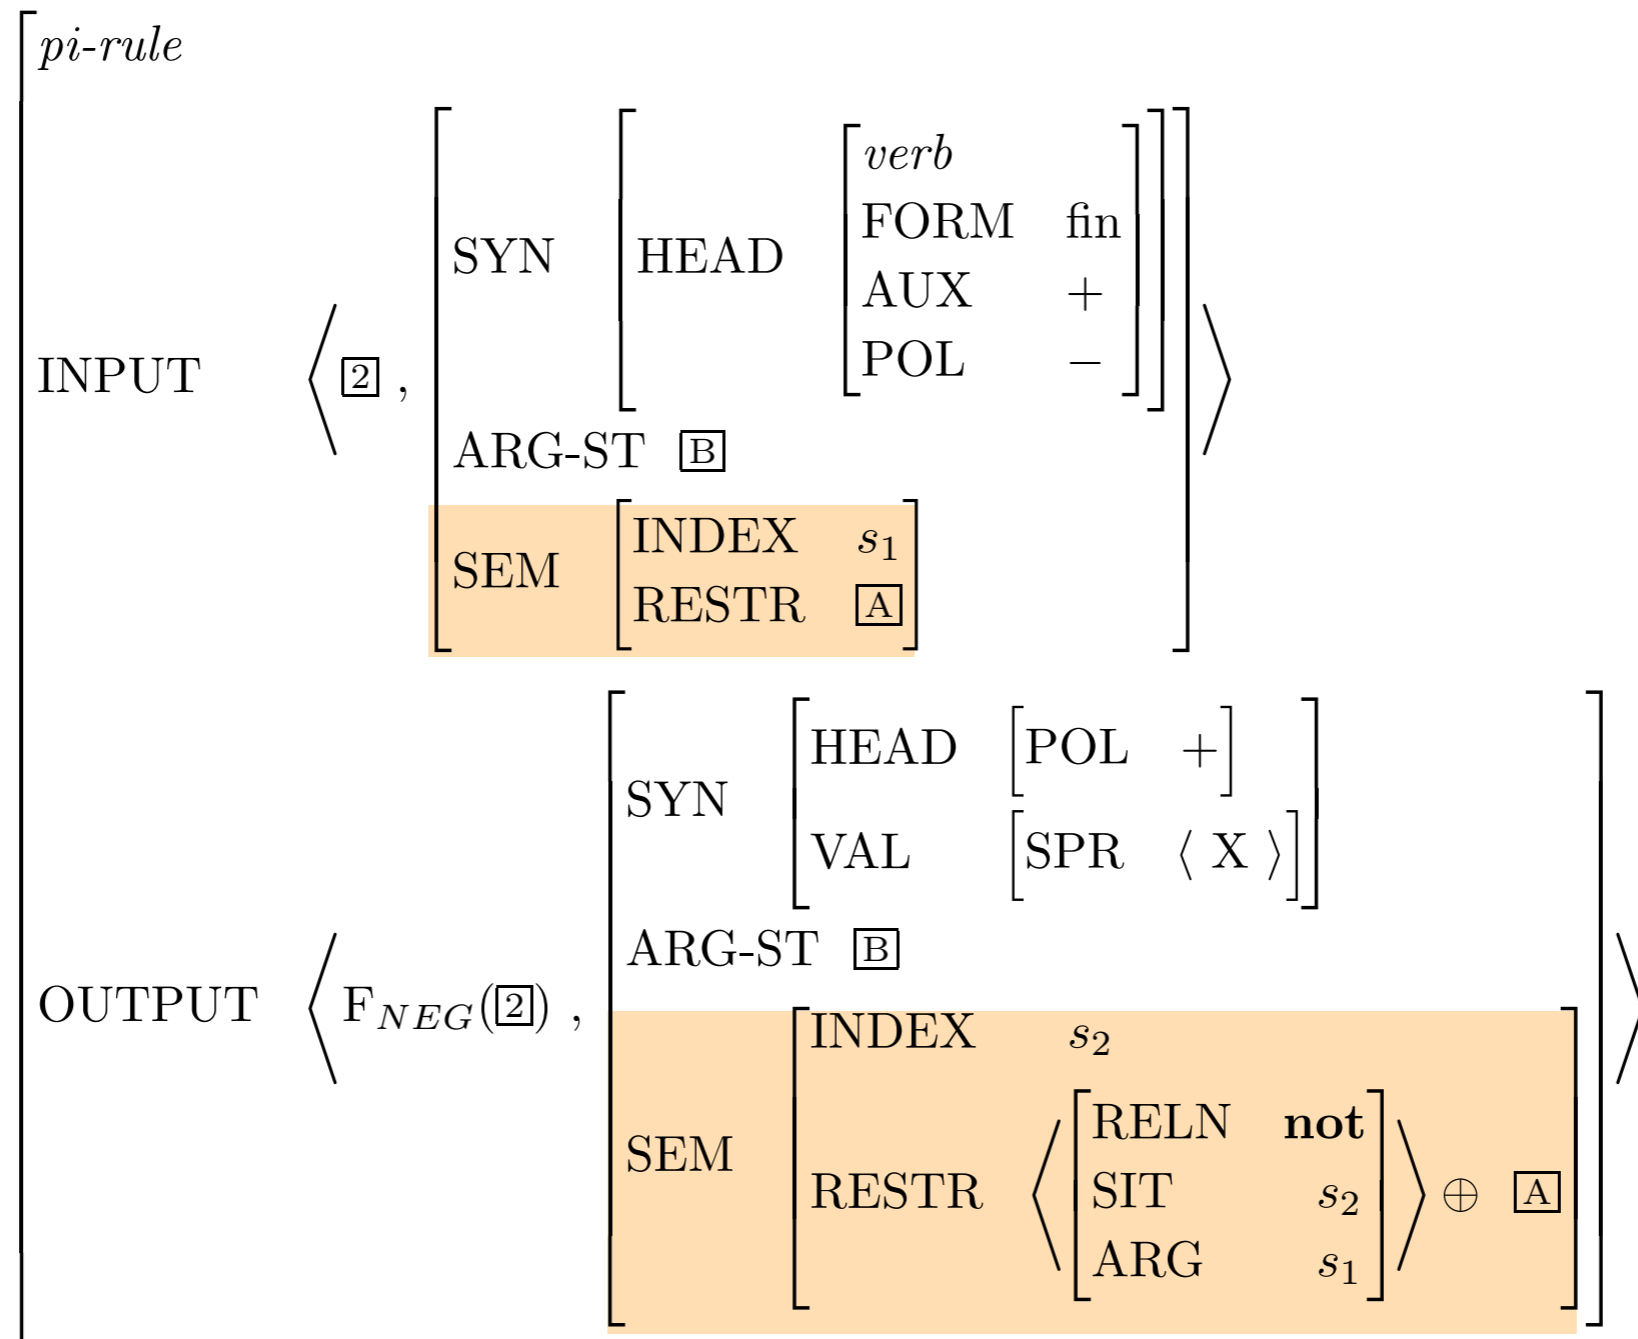 pi-rule
verb
FORM fin
SYN HEAD
AUX +
POL −
INPUT ⟨ 2 , ⟩
ARG-ST B
INDEX s₁
SEM
RESTR A
HEAD POL +
SYN
VAL SPR ⟨ X ⟩
ARG-ST B
OUTPUT ⟨ F_NEG(2) , ⟩
INDEX s₂
RELN not
SEM
RESTR ⟨ SIT s₂ ⟩ ⊕ A
ARG s₁